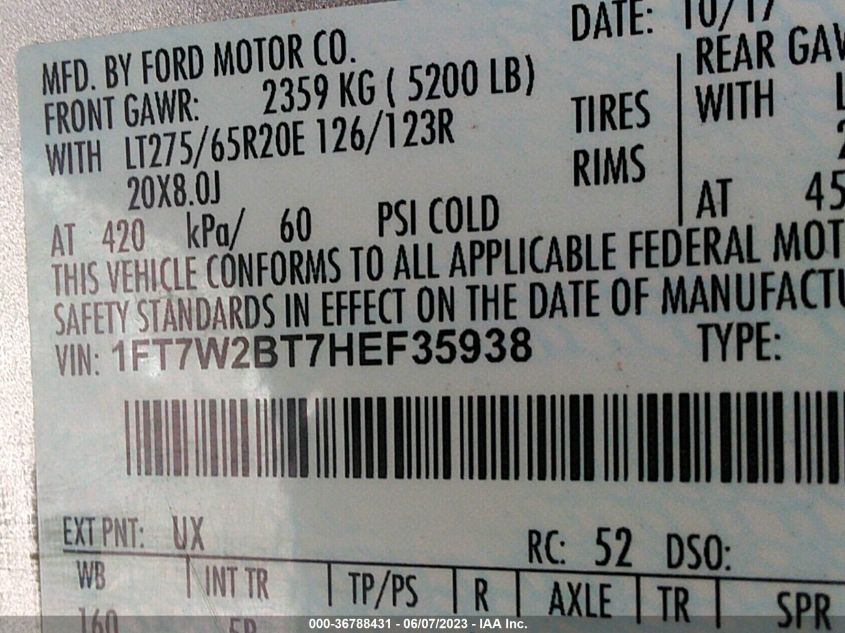 MFD. BY FORD MOTOR CO. DATE: 10/17
FRONT GAWR: 2359 KG ( 5200 LB) REAR GAW
WITH LT275/65R20E 126/123R TIRES WITH L
20X8.0J RIMS 2
AT 420 kPa/ 60 PSI COLD AT 45
THIS VEHICLE CONFORMS TO ALL APPLICABLE FEDERAL MOT
SAFETY STANDARDS IN EFFECT ON THE DATE OF MANUFACTU
VIN: 1FT7W2BT7HEF35938 TYPE:
EXT PNT: UX RC: 52 DSO:
WB INT TR TP/PS R AXLE TR SPR
160
000-36788431 - 06/07/2023 - IAA Inc.